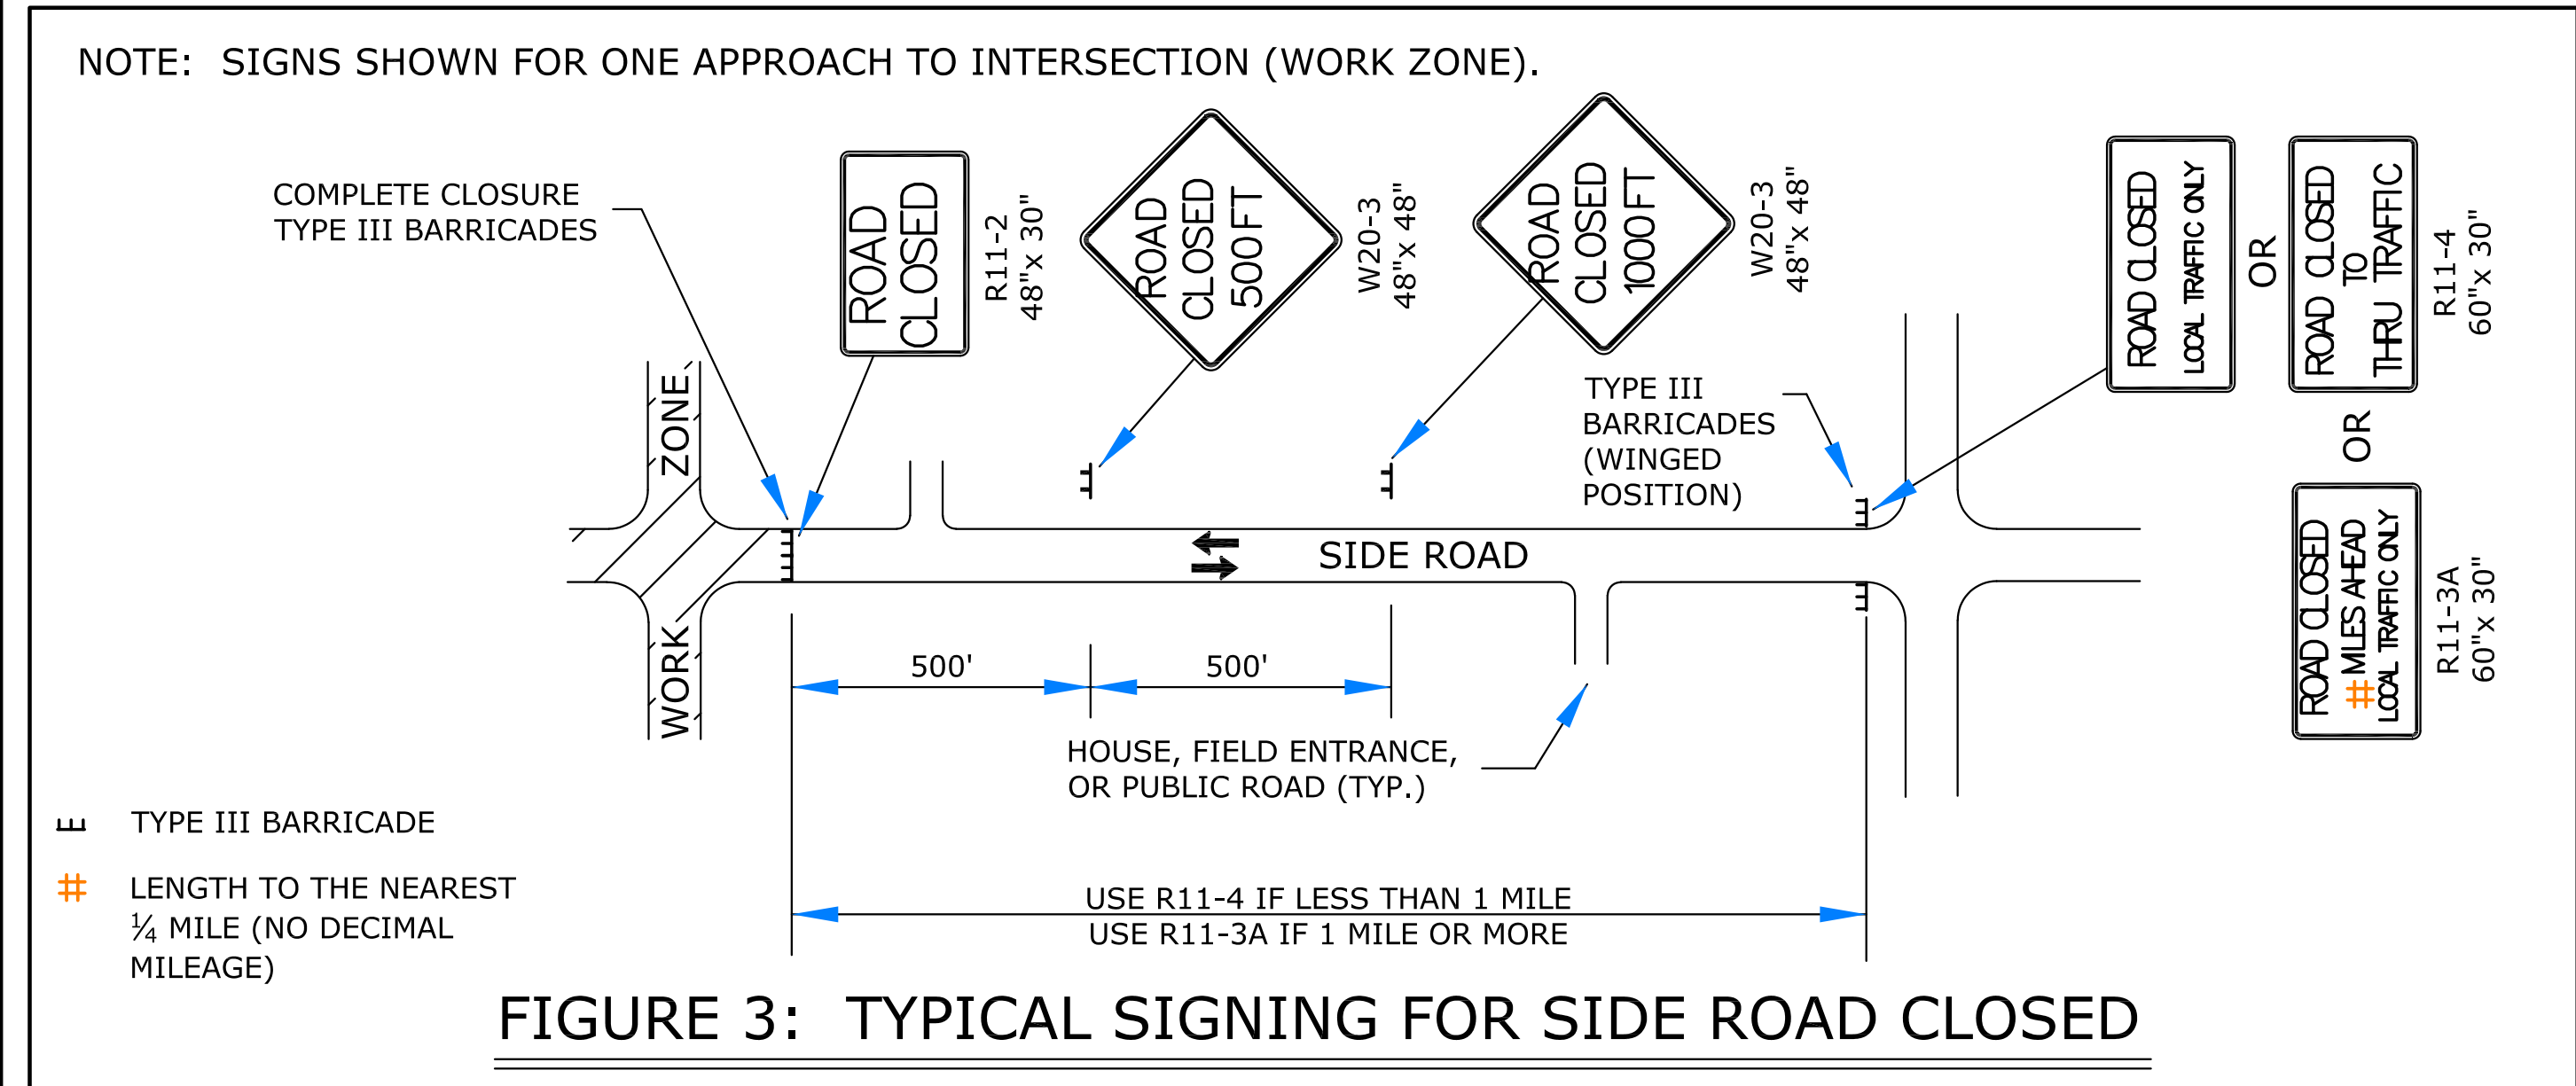 NOTE: SIGNS SHOWN FOR ONE APPROACH TO INTERSECTION (WORK ZONE).
COMPLETE CLOSURE
TYPE III BARRICADES
ROAD
CLOSED
R11-2
48"x 30"
ROAD
CLOSED
500 FT
W20-3
48"x 48"
ROAD
CLOSED
1000 FT
W20-3
48"x 48"
TYPE III
BARRICADES
(WINGED
POSITION)
ROAD CLOSED
LOCAL TRAFFIC ONLY
OR
ROAD CLOSED
TO
THRU TRAFFIC
R11-4
60"x 30"
OR
ROAD CLOSED
# MILES AHEAD
LOCAL TRAFFIC ONLY
R11-3A
60"x 30"
WORK ZONE
SIDE ROAD
500'
500'
HOUSE, FIELD ENTRANCE,
OR PUBLIC ROAD (TYP.)
TYPE III BARRICADE
# LENGTH TO THE NEAREST
¼ MILE (NO DECIMAL
MILEAGE)
USE R11-4 IF LESS THAN 1 MILE
USE R11-3A IF 1 MILE OR MORE
FIGURE 3: TYPICAL SIGNING FOR SIDE ROAD CLOSED